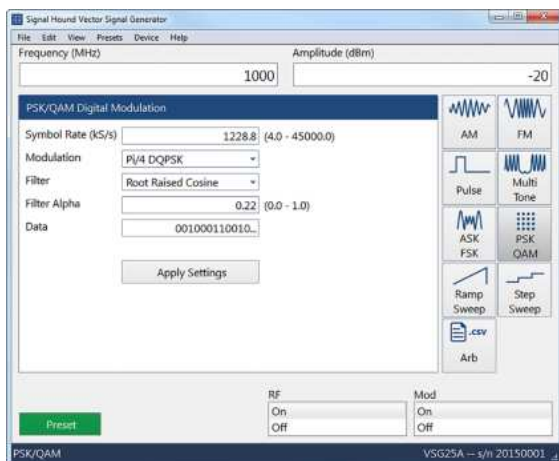 Signal Hound Vector Signal Generator
File Edit View Presets Device Help
Frequency (MHz) Amplitude (dBm)
1000 -20
PSK/QAM Digital Modulation
Symbol Rate (kS/s) 1228.8 (4.0 - 45000.0)
Modulation Pi/4 DQPSK
Filter Root Raised Cosine
Filter Alpha 0.22 (0.0 - 1.0)
Data 001000110010...
Apply Settings
AM FM
Pulse Multi Tone
ASK FSK PSK QAM
Ramp Sweep Step Sweep
.csv
Arb
RF Mod
On On
Off Off
Preset
PSK/QAM VSG25A -- s/n 20150001